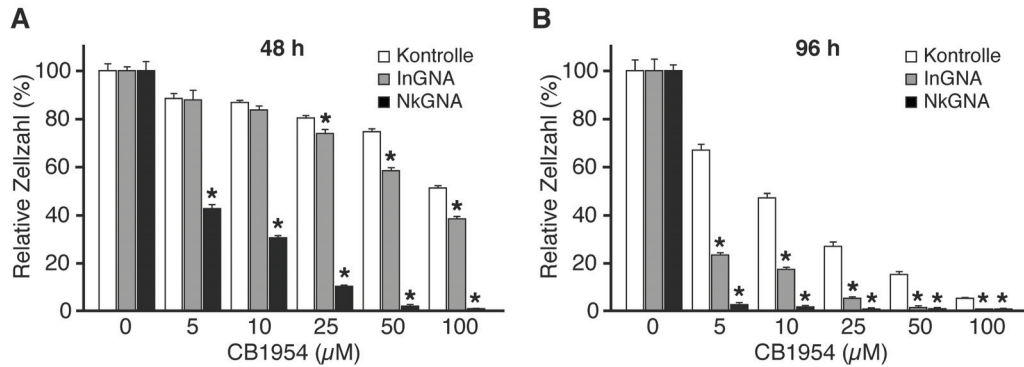 A
48 h
Kontrolle
InGNA
NkGNA
Relative Zellzahl (%)
100
80
60
40
20
0
* * * * * * * *
0 5 10 25 50 100
CB1954 (µM)
B
96 h
Kontrolle
InGNA
NkGNA
Relative Zellzahl (%)
100
80
60
40
20
0
* * * * * * * * * *
0 5 10 25 50 100
CB1954 (µM)